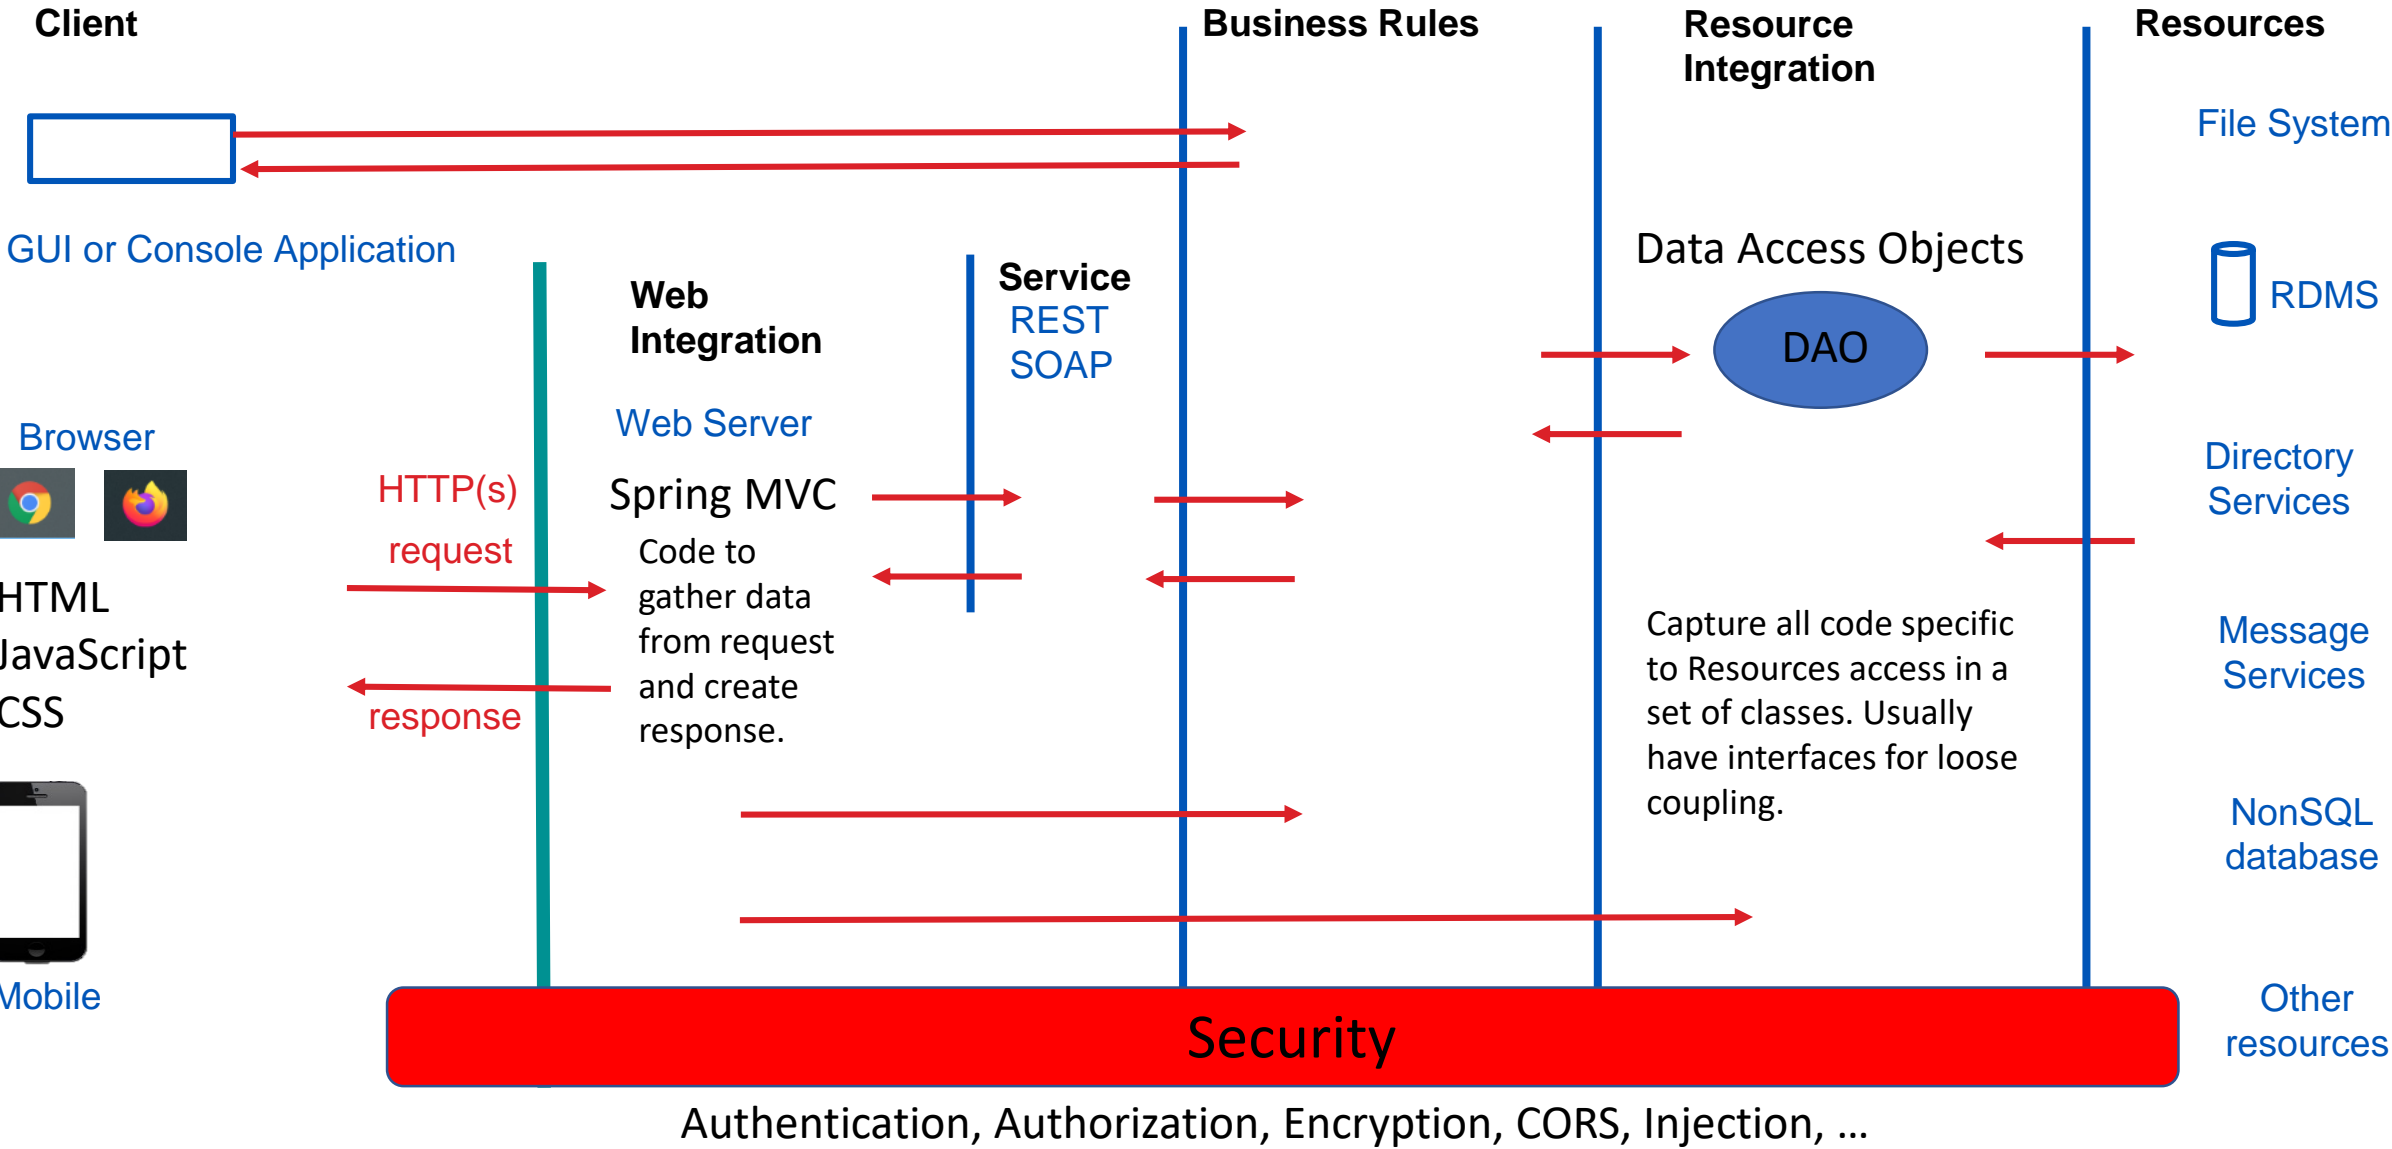 Client
Business Rules
Resource
Integration
Resources
File System
GUI or Console Application
Data Access Objects
Web
Integration
Service
REST
SOAP
RDMS
DAO
Web Server
Browser
HTTP(s)
request
Spring MVC
Directory
Services
Code to
gather data
from request
and create
response.
HTML
JavaScript
CSS
response
Capture all code specific
to Resources access in a
set of classes. Usually
have interfaces for loose
coupling.
Message
Services
NonSQL
database
Mobile
Other
resources
Security
Authentication, Authorization, Encryption, CORS, Injection, …